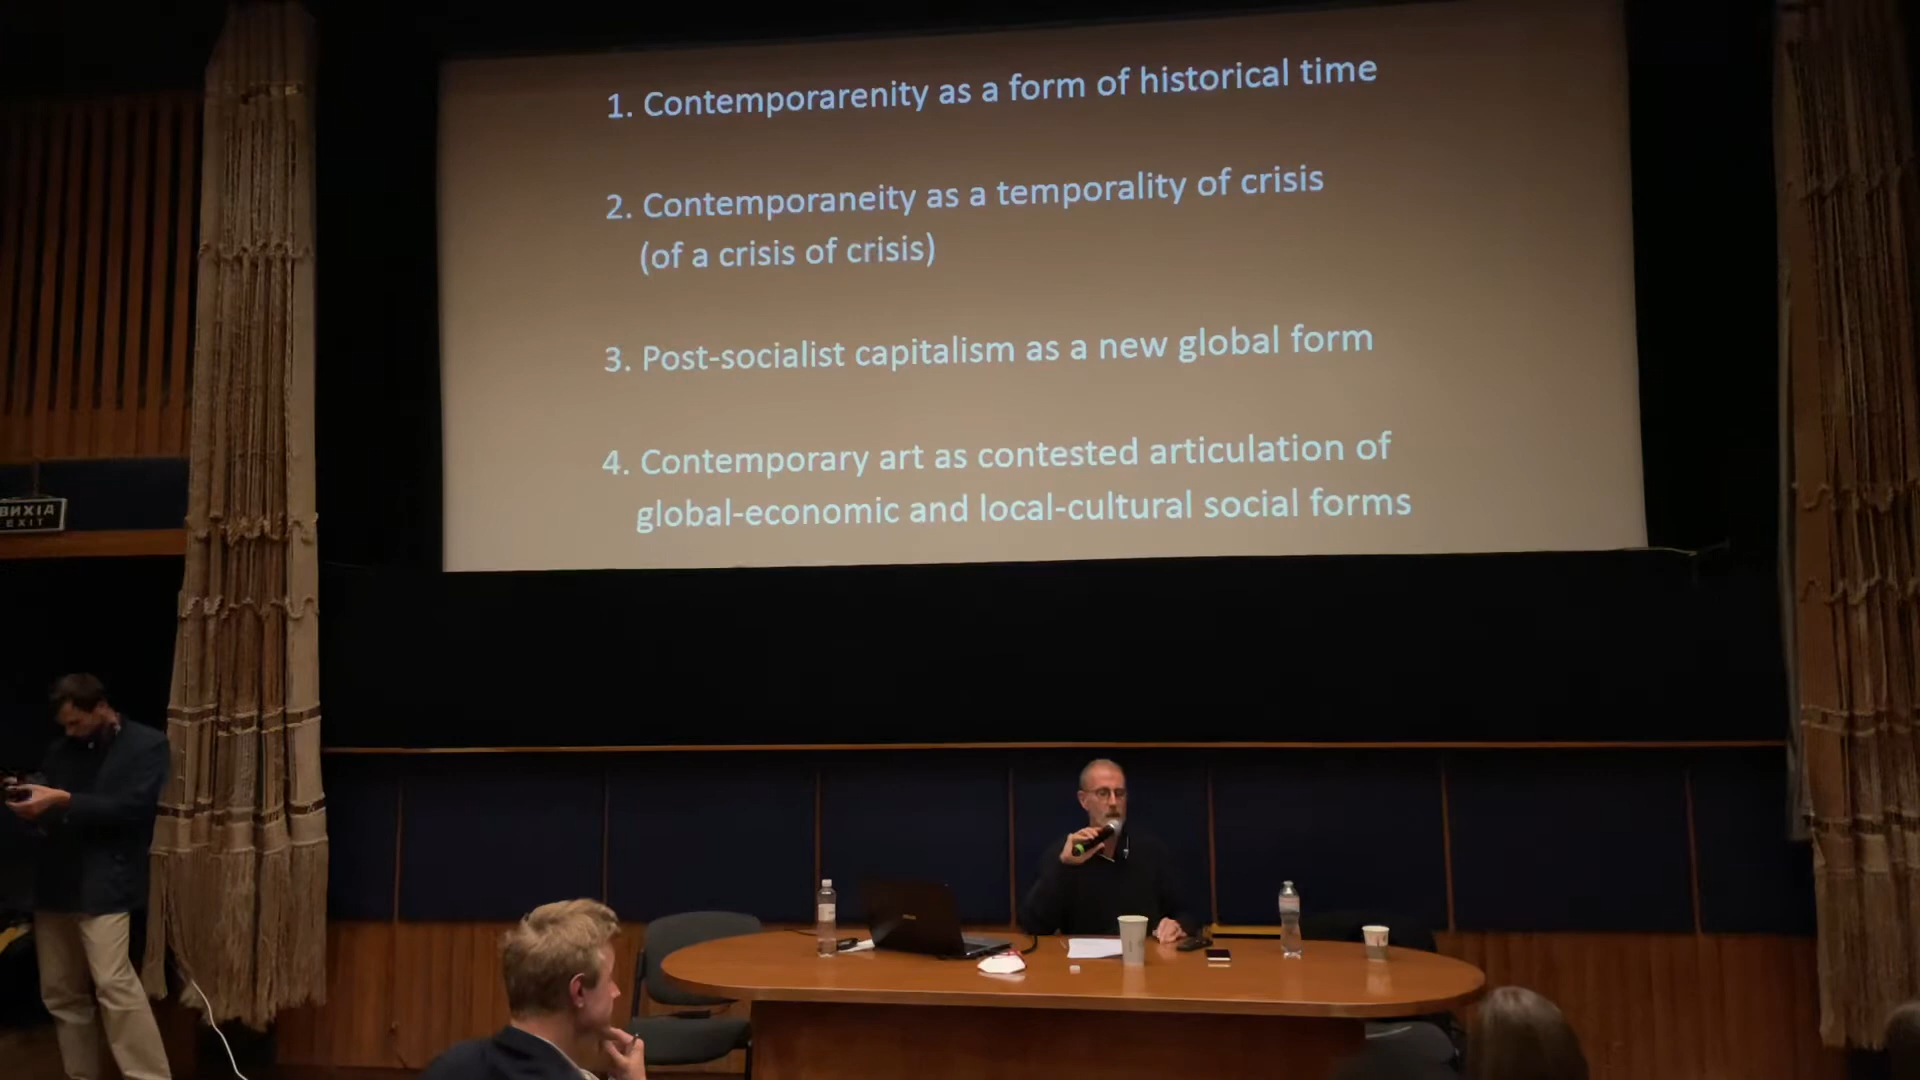 1. Contemporarenity as a form of historical time
2. Contemporaneity as a temporality of crisis
(of a crisis of crisis)
3. Post-socialist capitalism as a new global form
4. Contemporary art as contested articulation of
global-economic and local-cultural social forms
ВИХІД
EXIT